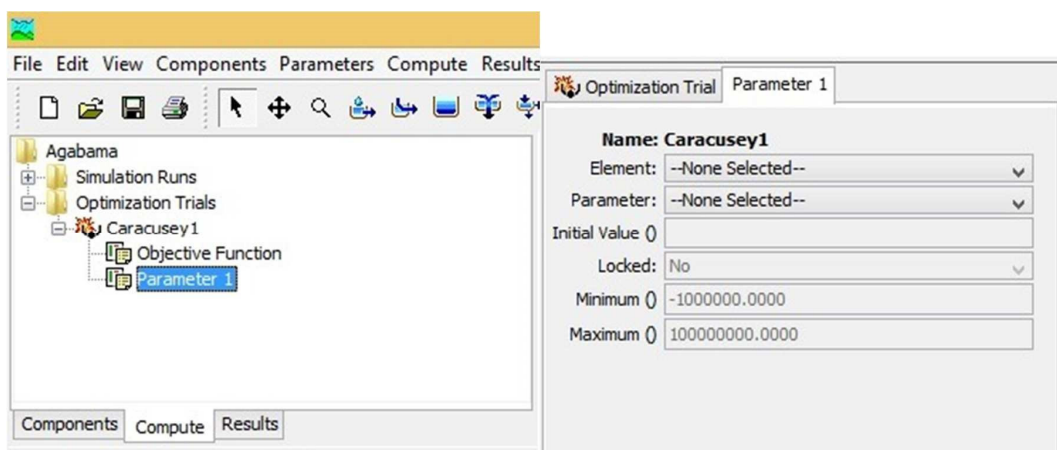 File Edit View Components Parameters Compute Results
Agabama
Simulation Runs
Optimization Trials
Caracusey1
Objective Function
Parameter 1
Components Compute Results
Optimization Trial Parameter 1
Name: Caracusey1
Element: --None Selected--
Parameter: --None Selected--
Initial Value ()
Locked: No
Minimum () -1000000.0000
Maximum () 100000000.0000